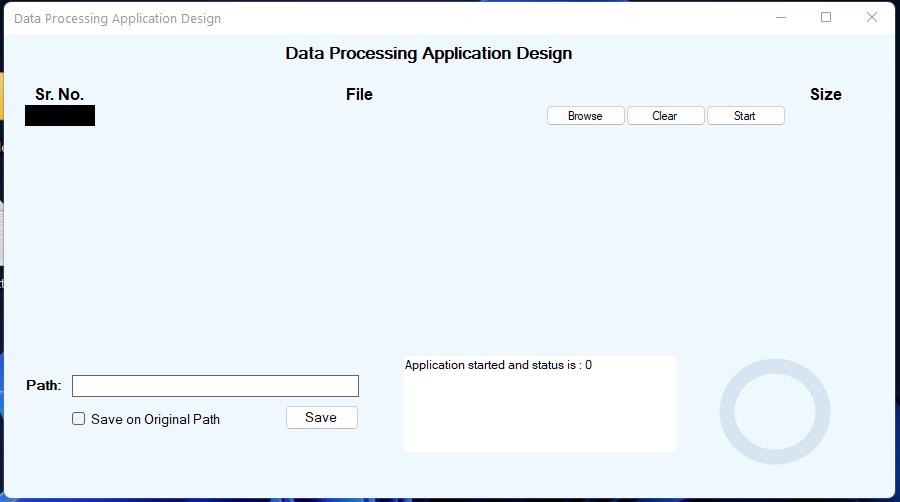 Data Processing Application Design
Data Processing Application Design
Sr. No. File Size
Browse Clear Start
Application started and status is : 0
Path:
Save on Original Path Save